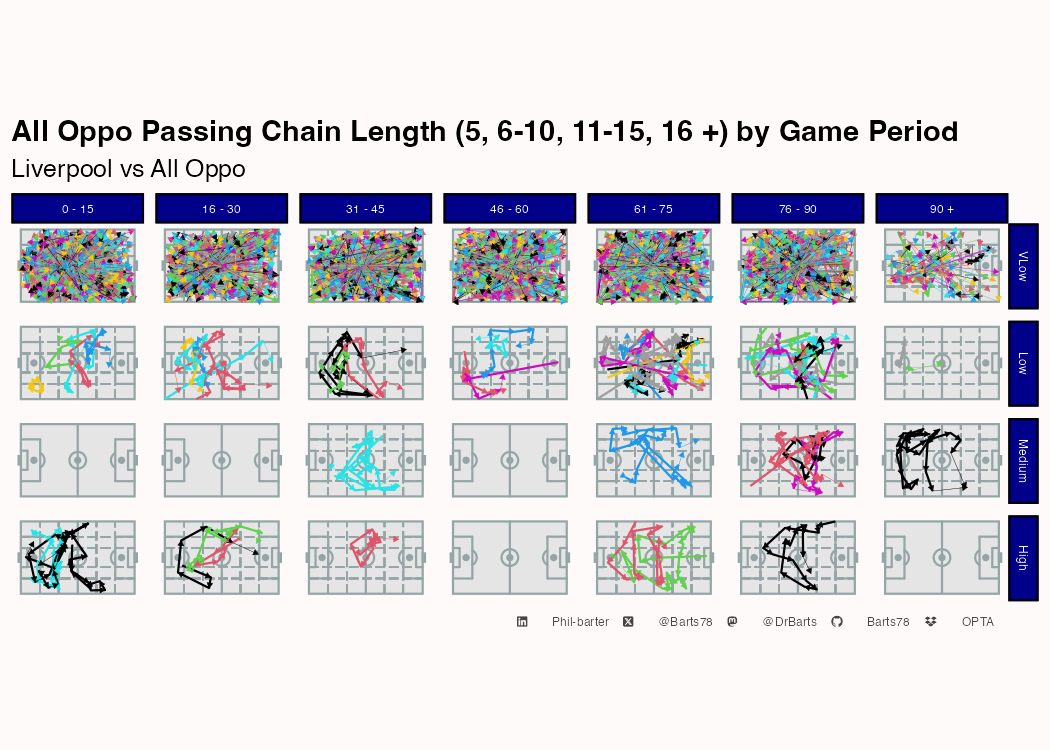 All Oppo Passing Chain Length (5, 6-10, 11-15, 16 +) by Game Period
Liverpool vs All Oppo
0 - 15 16 - 30 31 - 45 46 - 60 61 - 75 76 - 90 90 +
VLow
Low
Medium
High
Phil-barter @Barts78 @DrBarts Barts78 OPTA